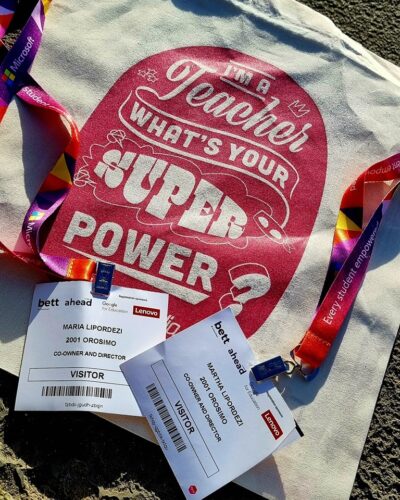 Microsoft
I'M A
Teacher
WHAT'S YOUR
SUPER
POWER
?
Every student empow
bett ahead
Google
for Education
Lenovo
MARIA LIPORDEZI
2001 OROSIMO
CO-OWNER AND DIRECTOR
VISITOR
bett ahead
Lenovo
MARTHA LIPORDEZI
2001 OROSIMO
CO-OWNER AND DIRECTOR
VISITOR